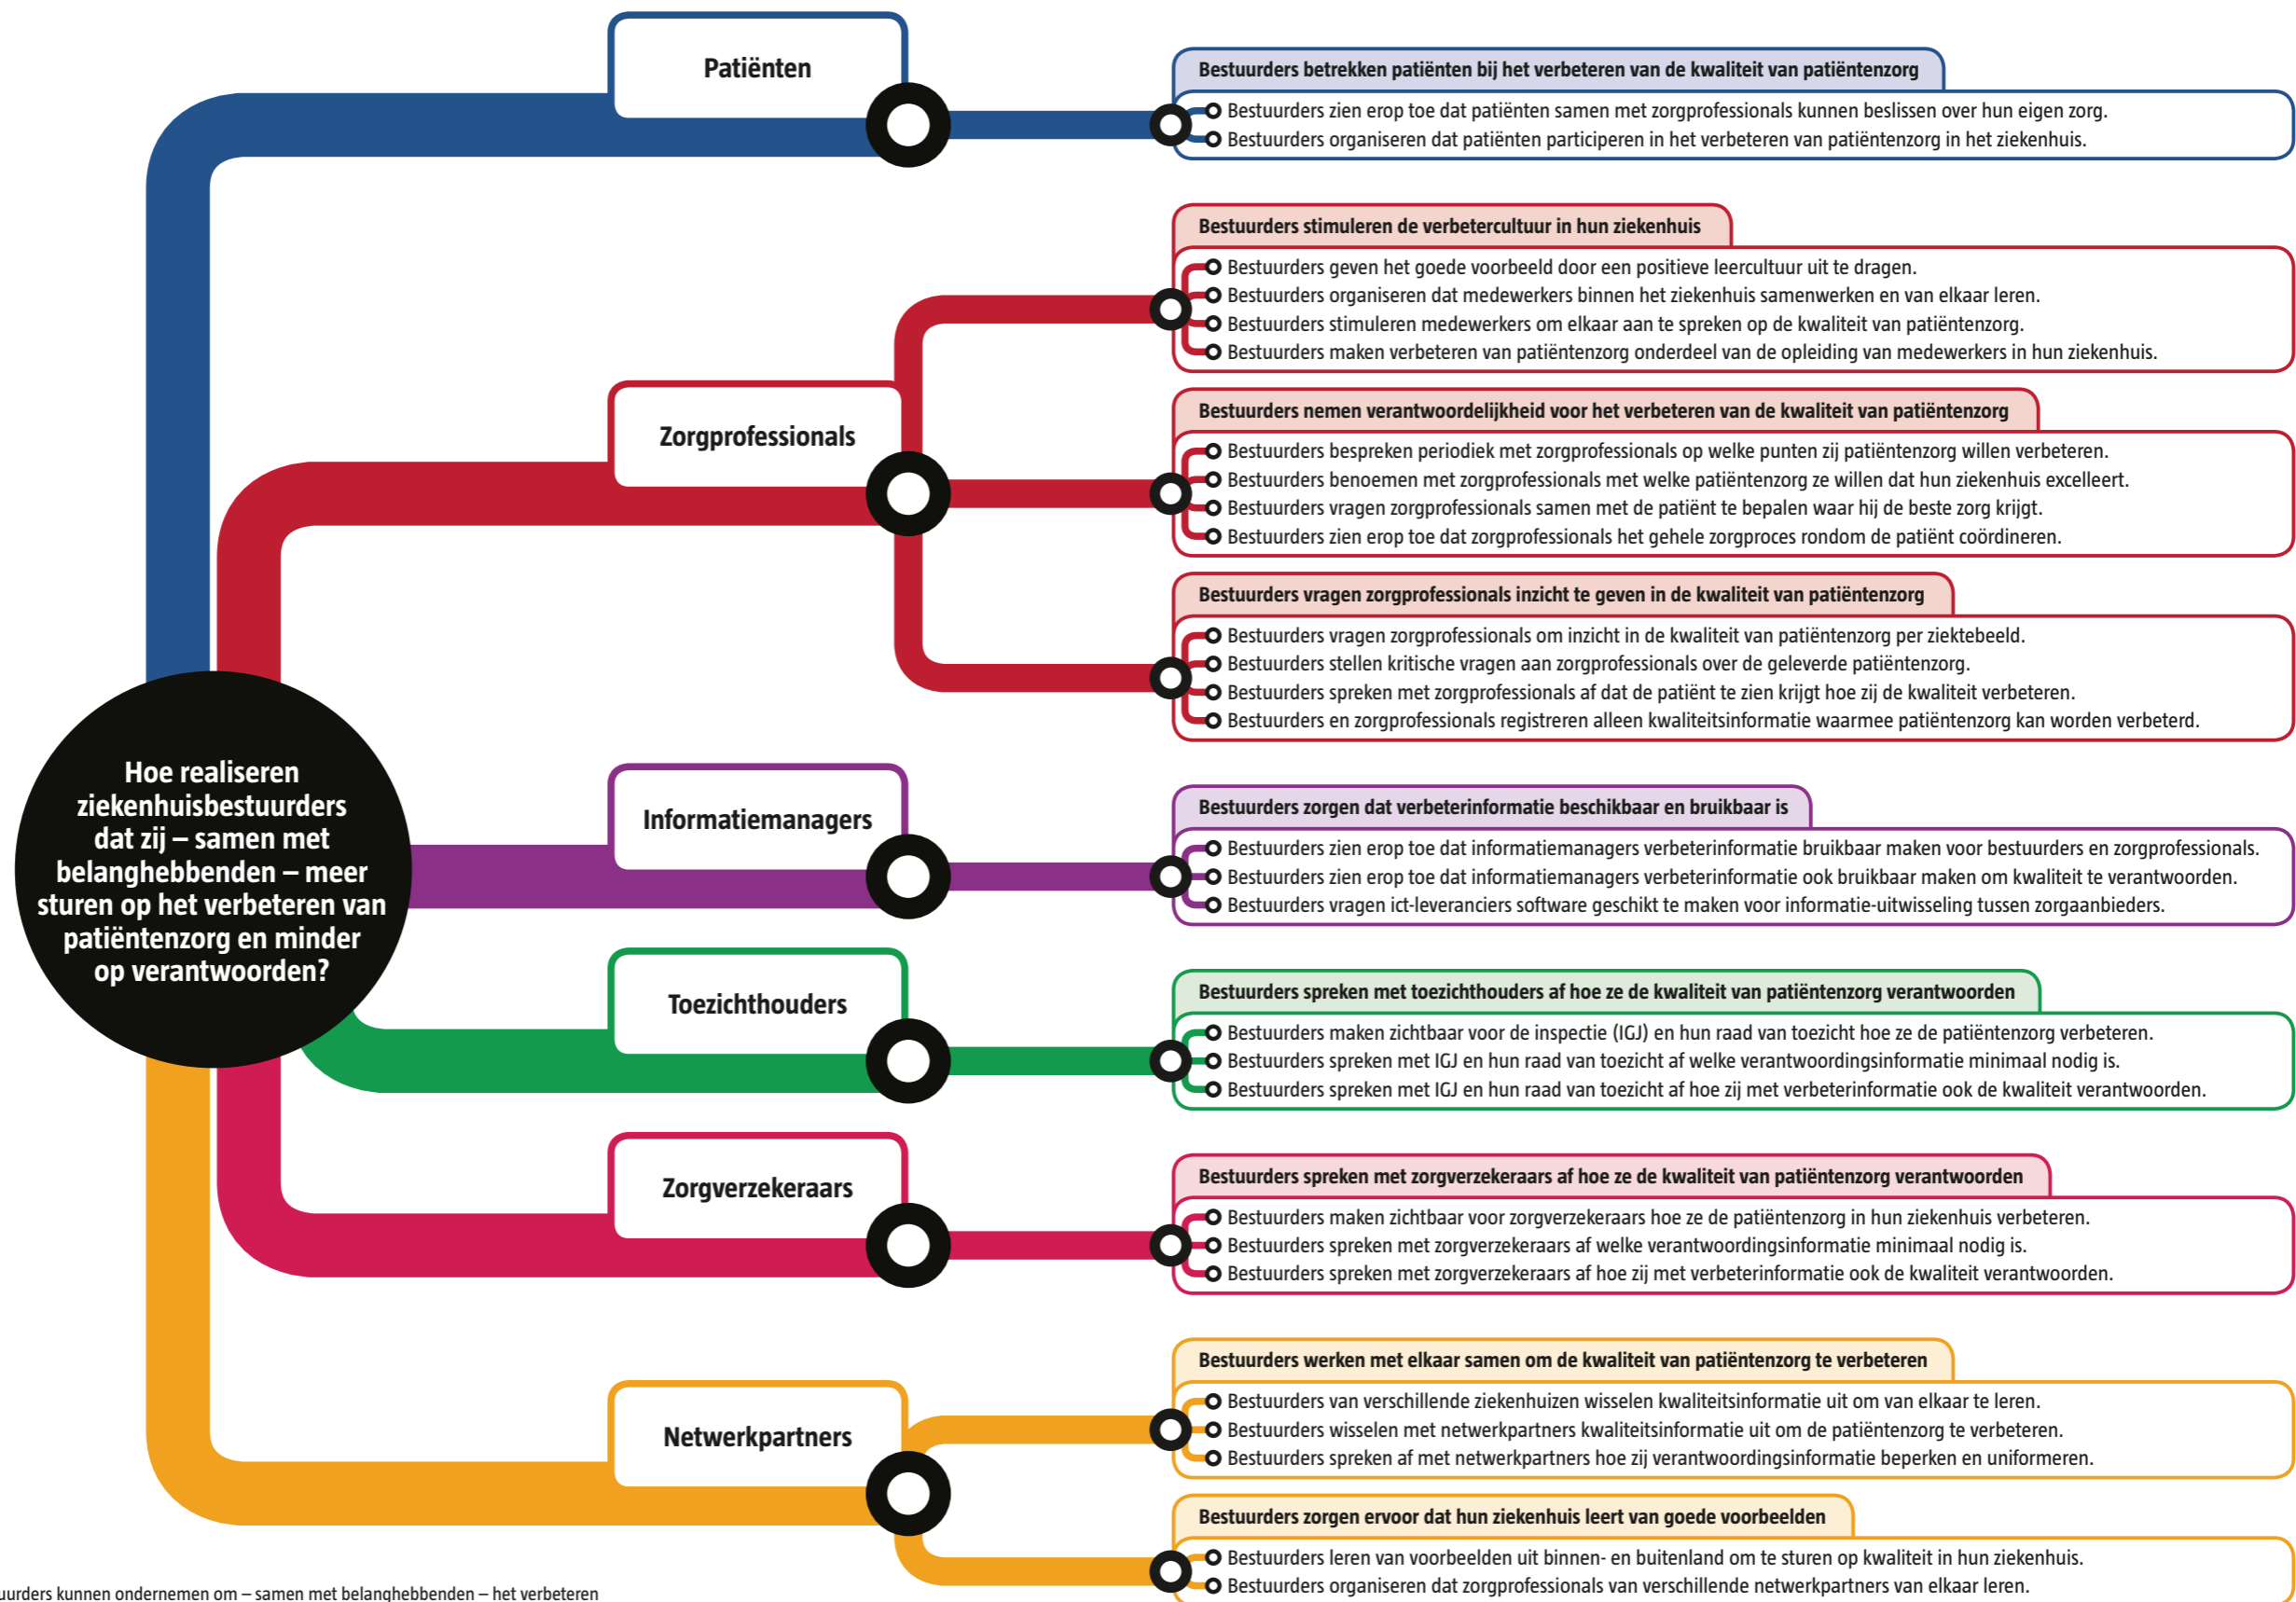 Hoe realiseren
ziekenhuisbestuurders
dat zij – samen met
belanghebbenden – meer
sturen op het verbeteren van
patiëntenzorg en minder
op verantwoorden?
Patiënten
Bestuurders betrekken patiënten bij het verbeteren van de kwaliteit van patiëntenzorg
Bestuurders zien erop toe dat patiënten samen met zorgprofessionals kunnen beslissen over hun eigen zorg.
Bestuurders organiseren dat patiënten participeren in het verbeteren van patiëntenzorg in het ziekenhuis.
Zorgprofessionals
Bestuurders stimuleren de verbetercultuur in hun ziekenhuis
Bestuurders geven het goede voorbeeld door een positieve leercultuur uit te dragen.
Bestuurders organiseren dat medewerkers binnen het ziekenhuis samenwerken en van elkaar leren.
Bestuurders stimuleren medewerkers om elkaar aan te spreken op de kwaliteit van patiëntenzorg.
Bestuurders maken verbeteren van patiëntenzorg onderdeel van de opleiding van medewerkers in hun ziekenhuis.
Bestuurders nemen verantwoordelijkheid voor het verbeteren van de kwaliteit van patiëntenzorg
Bestuurders bespreken periodiek met zorgprofessionals op welke punten zij patiëntenzorg willen verbeteren.
Bestuurders benoemen met zorgprofessionals met welke patiëntenzorg ze willen dat hun ziekenhuis excelleert.
Bestuurders vragen zorgprofessionals samen met de patiënt te bepalen waar hij de beste zorg krijgt.
Bestuurders zien erop toe dat zorgprofessionals het gehele zorgproces rondom de patiënt coördineren.
Bestuurders vragen zorgprofessionals inzicht te geven in de kwaliteit van patiëntenzorg
Bestuurders vragen zorgprofessionals om inzicht in de kwaliteit van patiëntenzorg per ziektebeeld.
Bestuurders stellen kritische vragen aan zorgprofessionals over de geleverde patiëntenzorg.
Bestuurders spreken met zorgprofessionals af dat de patiënt te zien krijgt hoe zij de kwaliteit verbeteren.
Bestuurders en zorgprofessionals registreren alleen kwaliteitsinformatie waarmee patiëntenzorg kan worden verbeterd.
Informatiemanagers
Bestuurders zorgen dat verbeterinformatie beschikbaar en bruikbaar is
Bestuurders zien erop toe dat informatiemanagers verbeterinformatie bruikbaar maken voor bestuurders en zorgprofessionals.
Bestuurders zien erop toe dat informatiemanagers verbeterinformatie ook bruikbaar maken om kwaliteit te verantwoorden.
Bestuurders vragen ict-leveranciers software geschikt te maken voor informatie-uitwisseling tussen zorgaanbieders.
Toezichthouders
Bestuurders spreken met toezichthouders af hoe ze de kwaliteit van patiëntenzorg verantwoorden
Bestuurders maken zichtbaar voor de inspectie (IGJ) en hun raad van toezicht hoe ze de patiëntenzorg verbeteren.
Bestuurders spreken met IGJ en hun raad van toezicht af welke verantwoordingsinformatie minimaal nodig is.
Bestuurders spreken met IGJ en hun raad van toezicht af hoe zij met verbeterinformatie ook de kwaliteit verantwoorden.
Zorgverzekeraars
Bestuurders spreken met zorgverzekeraars af hoe ze de kwaliteit van patiëntenzorg verantwoorden
Bestuurders maken zichtbaar voor zorgverzekeraars hoe ze de patiëntenzorg in hun ziekenhuis verbeteren.
Bestuurders spreken met zorgverzekeraars af welke verantwoordingsinformatie minimaal nodig is.
Bestuurders spreken met zorgverzekeraars af hoe zij met verbeterinformatie ook de kwaliteit verantwoorden.
Netwerkpartners
Bestuurders werken met elkaar samen om de kwaliteit van patiëntenzorg te verbeteren
Bestuurders van verschillende ziekenhuizen wisselen kwaliteitsinformatie uit om van elkaar te leren.
Bestuurders wisselen met netwerkpartners kwaliteitsinformatie uit om de patiëntenzorg te verbeteren.
Bestuurders spreken af met netwerkpartners hoe zij verantwoordingsinformatie beperken en uniformeren.
Bestuurders zorgen ervoor dat hun ziekenhuis leert van goede voorbeelden
Bestuurders leren van voorbeelden uit binnen- en buitenland om te sturen op kwaliteit in hun ziekenhuis.
Bestuurders organiseren dat zorgprofessionals van verschillende netwerkpartners van elkaar leren.
kunnen ondernemen om – samen met belanghebbenden – het verbeteren